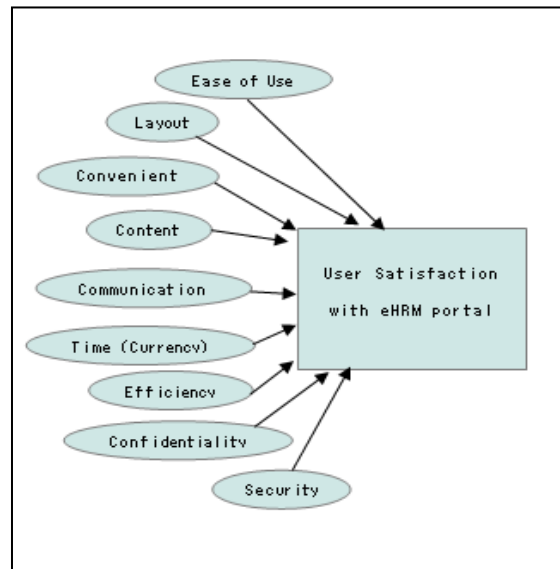 Ease of Use
Layout
Convenient
Content
Communication
Time (Currency)
Efficiency
Confidentiality
Security
User Satisfaction
with eHRM portal